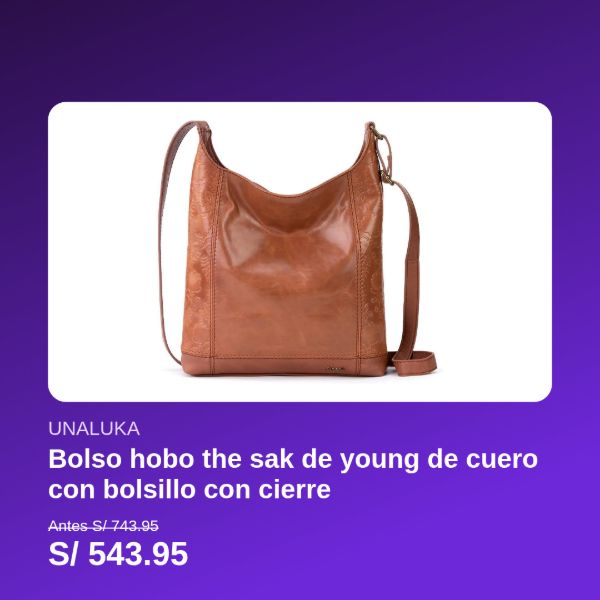 UNALUKA
Bolso hobo the sak de young de cuero
con bolsillo con cierre
Antes S/ 743.95
S/ 543.95